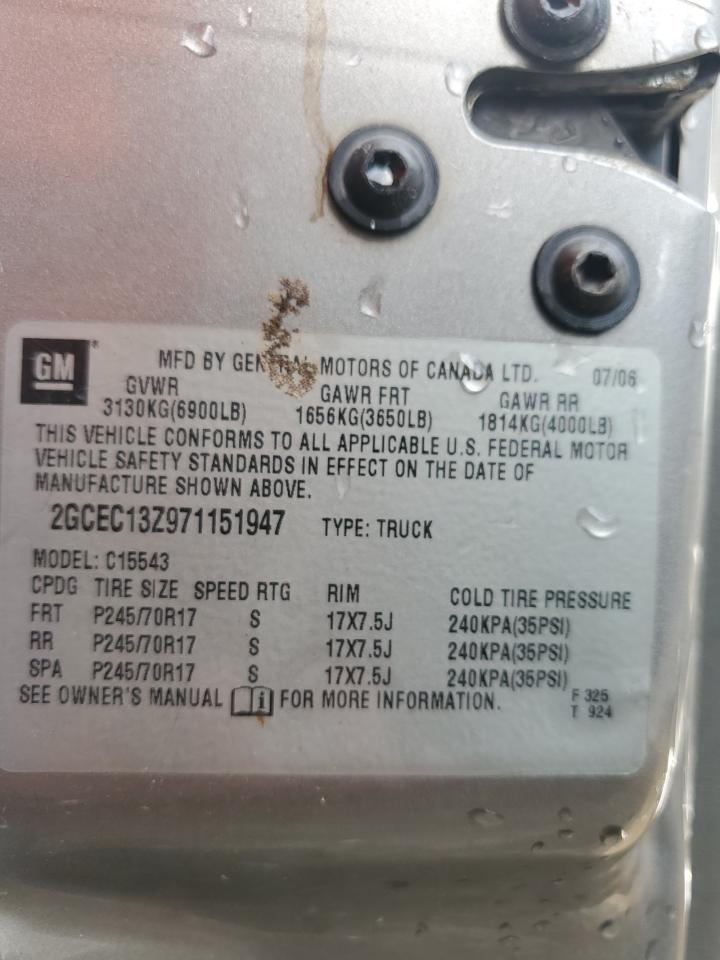 GM MFD BY GENERAL MOTORS OF CANADA LTD. 07/06
GVWR GAWR FRT GAWR RR
3130KG(6900LB) 1656KG(3650LB) 1814KG(4000LB)
THIS VEHICLE CONFORMS TO ALL APPLICABLE U.S. FEDERAL MOTOR
VEHICLE SAFETY STANDARDS IN EFFECT ON THE DATE OF
MANUFACTURE SHOWN ABOVE.
2GCEC13Z971151947 TYPE: TRUCK
MODEL: C15543
CPDG TIRE SIZE SPEED RTG RIM COLD TIRE PRESSURE
FRT P245/70R17 S 17X7.5J 240KPA(35PSI)
RR P245/70R17 S 17X7.5J 240KPA(35PSI)
SPA P245/70R17 S 17X7.5J 240KPA(35PSI)
SEE OWNER'S MANUAL i FOR MORE INFORMATION. F 325
T 924